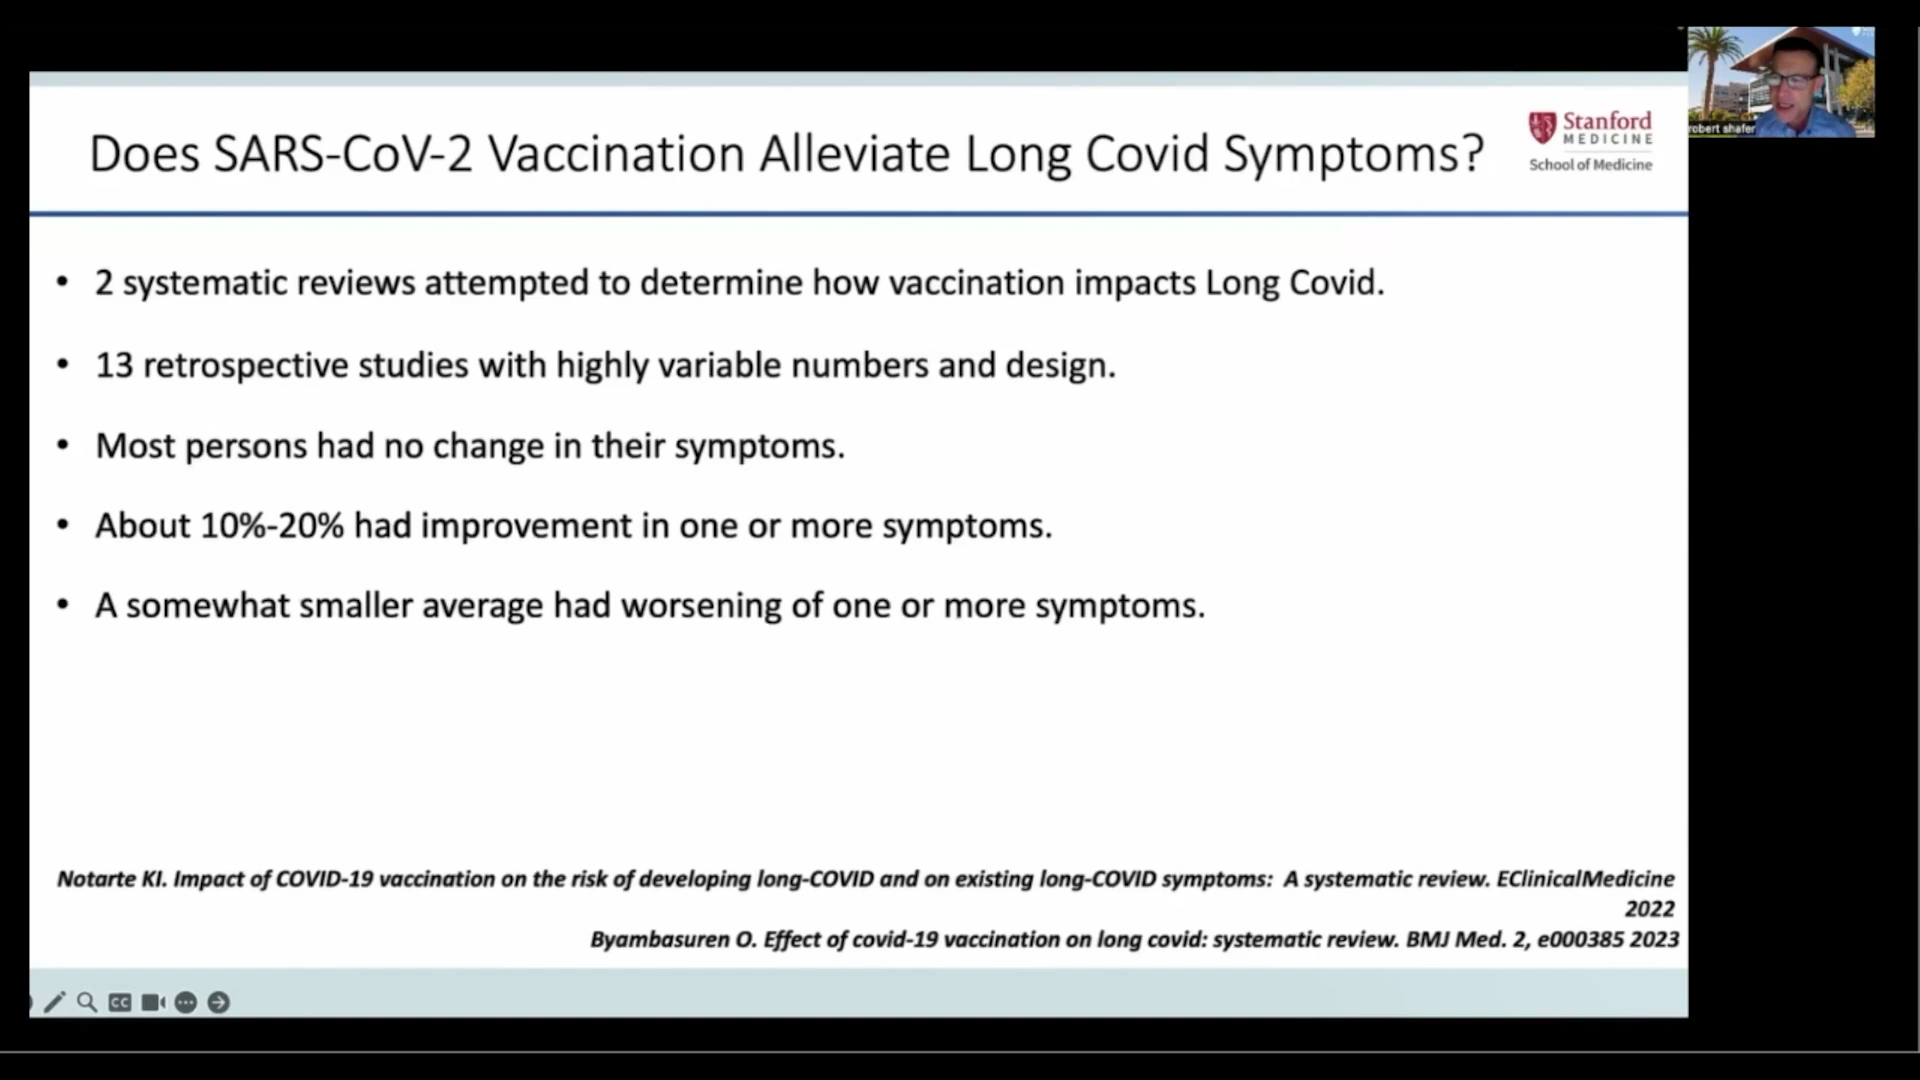 Does SARS-CoV-2 Vaccination Alleviate Long Covid Symptoms?
Stanford
MEDICINE
School of Medicine
robert shafer
• 2 systematic reviews attempted to determine how vaccination impacts Long Covid.
• 13 retrospective studies with highly variable numbers and design.
• Most persons had no change in their symptoms.
• About 10%-20% had improvement in one or more symptoms.
• A somewhat smaller average had worsening of one or more symptoms.
Notarte KI. Impact of COVID-19 vaccination on the risk of developing long-COVID and on existing long-COVID symptoms: A systematic review. EClinicalMedicine
2022
Byambasuren O. Effect of covid-19 vaccination on long covid: systematic review. BMJ Med. 2, e000385 2023
CC